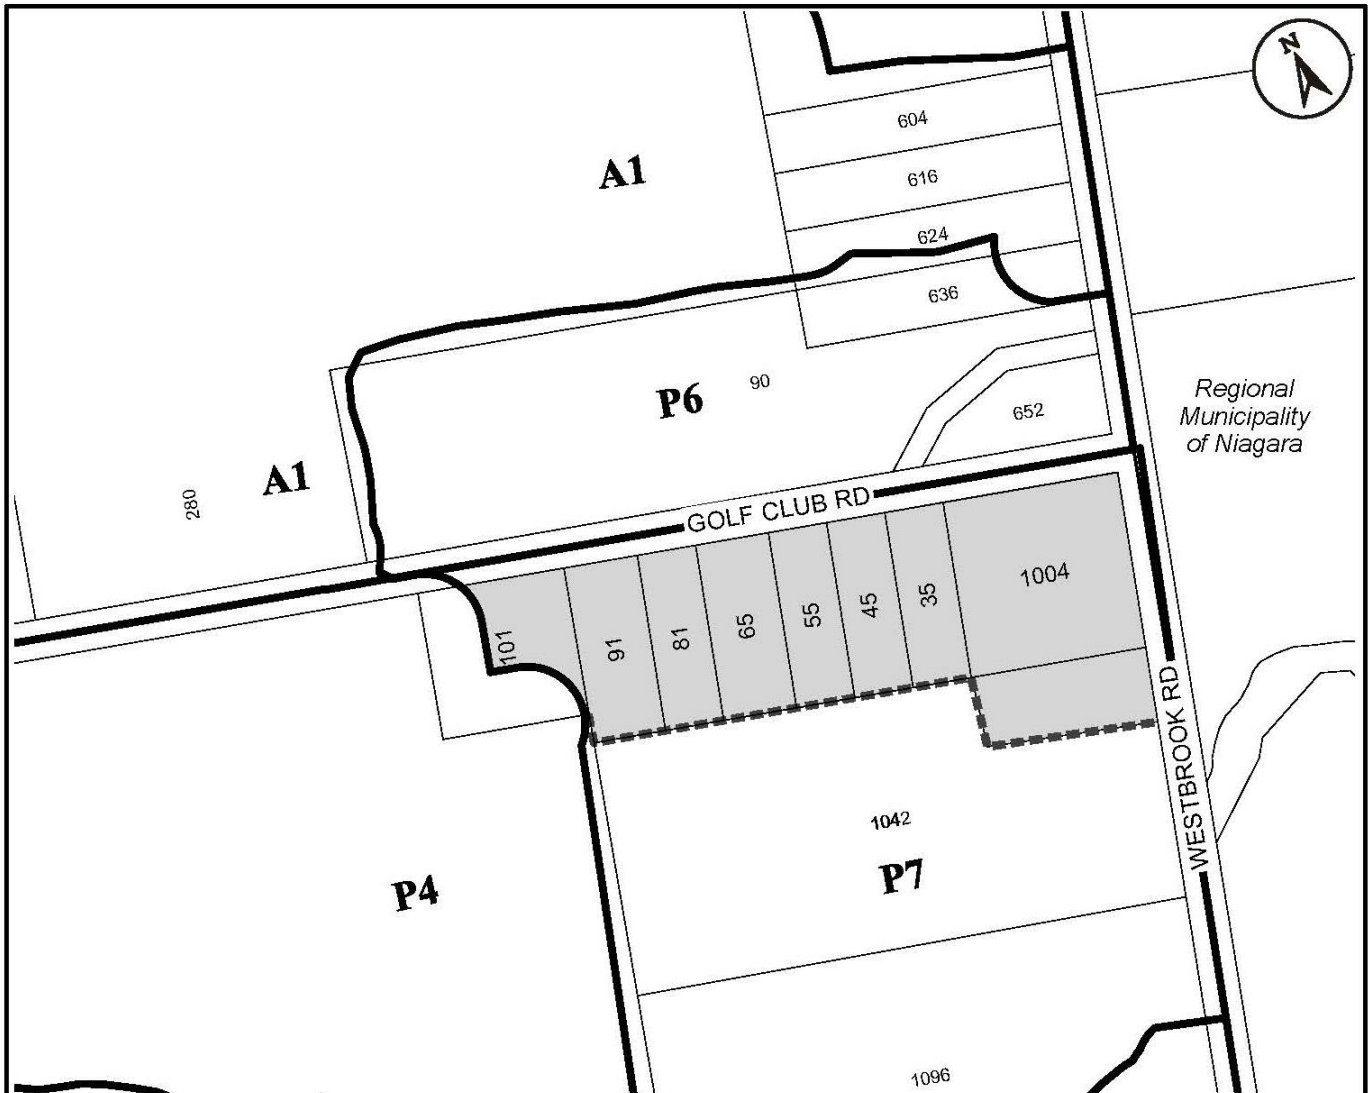 N
604
A1
616
624
636
90
P6
652
Regional
Municipality
of Niagara
A1
280
GOLF CLUB RD
101
91
81
65
55
45
35
1004
WESTBROOK RD
1042
P7
P4
1096